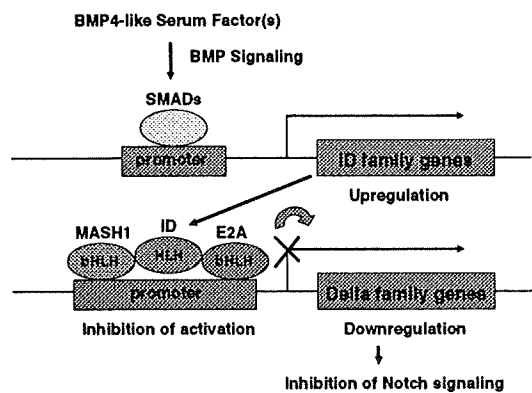 BMP4-like Serum Factor(s)
BMP Signaling
SMADs
promoter
ID family genes
Upregulation
MASH1 ID E2A
bHLH HLH bHLH
promoter
Delta family genes
Inhibition of activation
Downregulation
Inhibition of Notch signaling